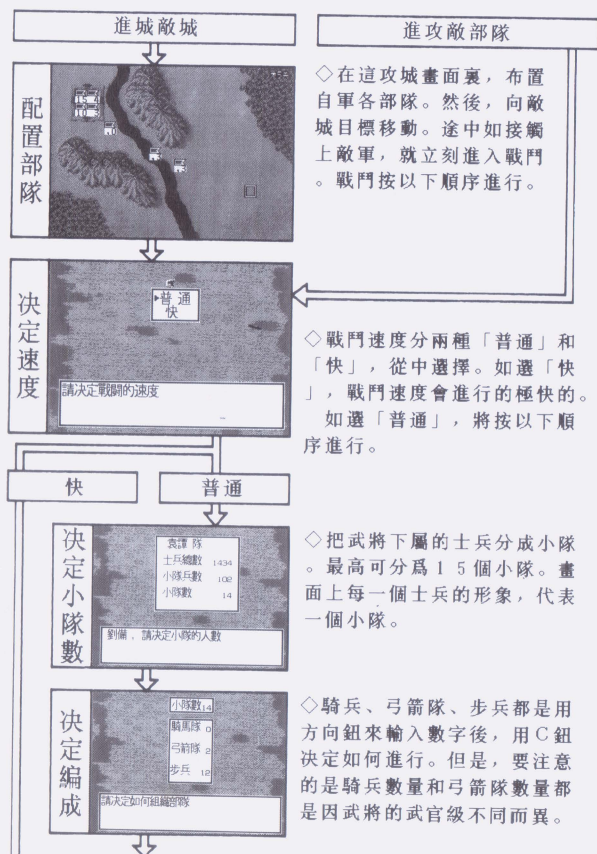 進城敵城
進攻敵部隊
配置部隊
◇在這攻城畫面裏，布置
自軍各部隊。然後，向敵
城目標移動。途中如接觸
上敵軍，就立刻進入戰鬥
。戰鬥按以下順序進行。
决定速度
▶普通
快
請决定戰鬪的速度
◇戰鬥速度分兩種「普通」和
「快」，從中選擇。如選「快
」，戰鬥速度會進行的極快的。
如選「普通」，將按以下順
序進行。
快
普通
决定小隊數
袁譚 隊
士兵總數 1434
小隊兵數 102
小隊數 14
劉備．請决定小隊的人數
◇把武將下屬的士兵分成小隊
。最高可分爲１５個小隊。畫
面上每一個士兵的形象，代表
一個小隊。
决定編成
小隊數14
騎馬隊 0
弓箭隊 2
步兵 12
請决定如何組織部隊
◇騎兵、弓箭隊、步兵都是用
方向鈕來輸入數字後，用Ｃ鈕
决定如何進行。但是，要注意
的是騎兵數量和弓箭隊數量都
是因武將的武官級不同而異。